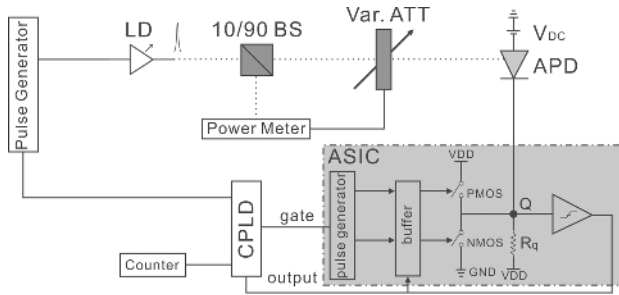 Pulse Generator
LD
10/90 BS
Var. ATT
VDC
APD
Power Meter
ASIC
VDD
PMOS
Q
pulse generator
buffer
NMOS
Rq
GND
VDD
CPLD
gate
Counter
output